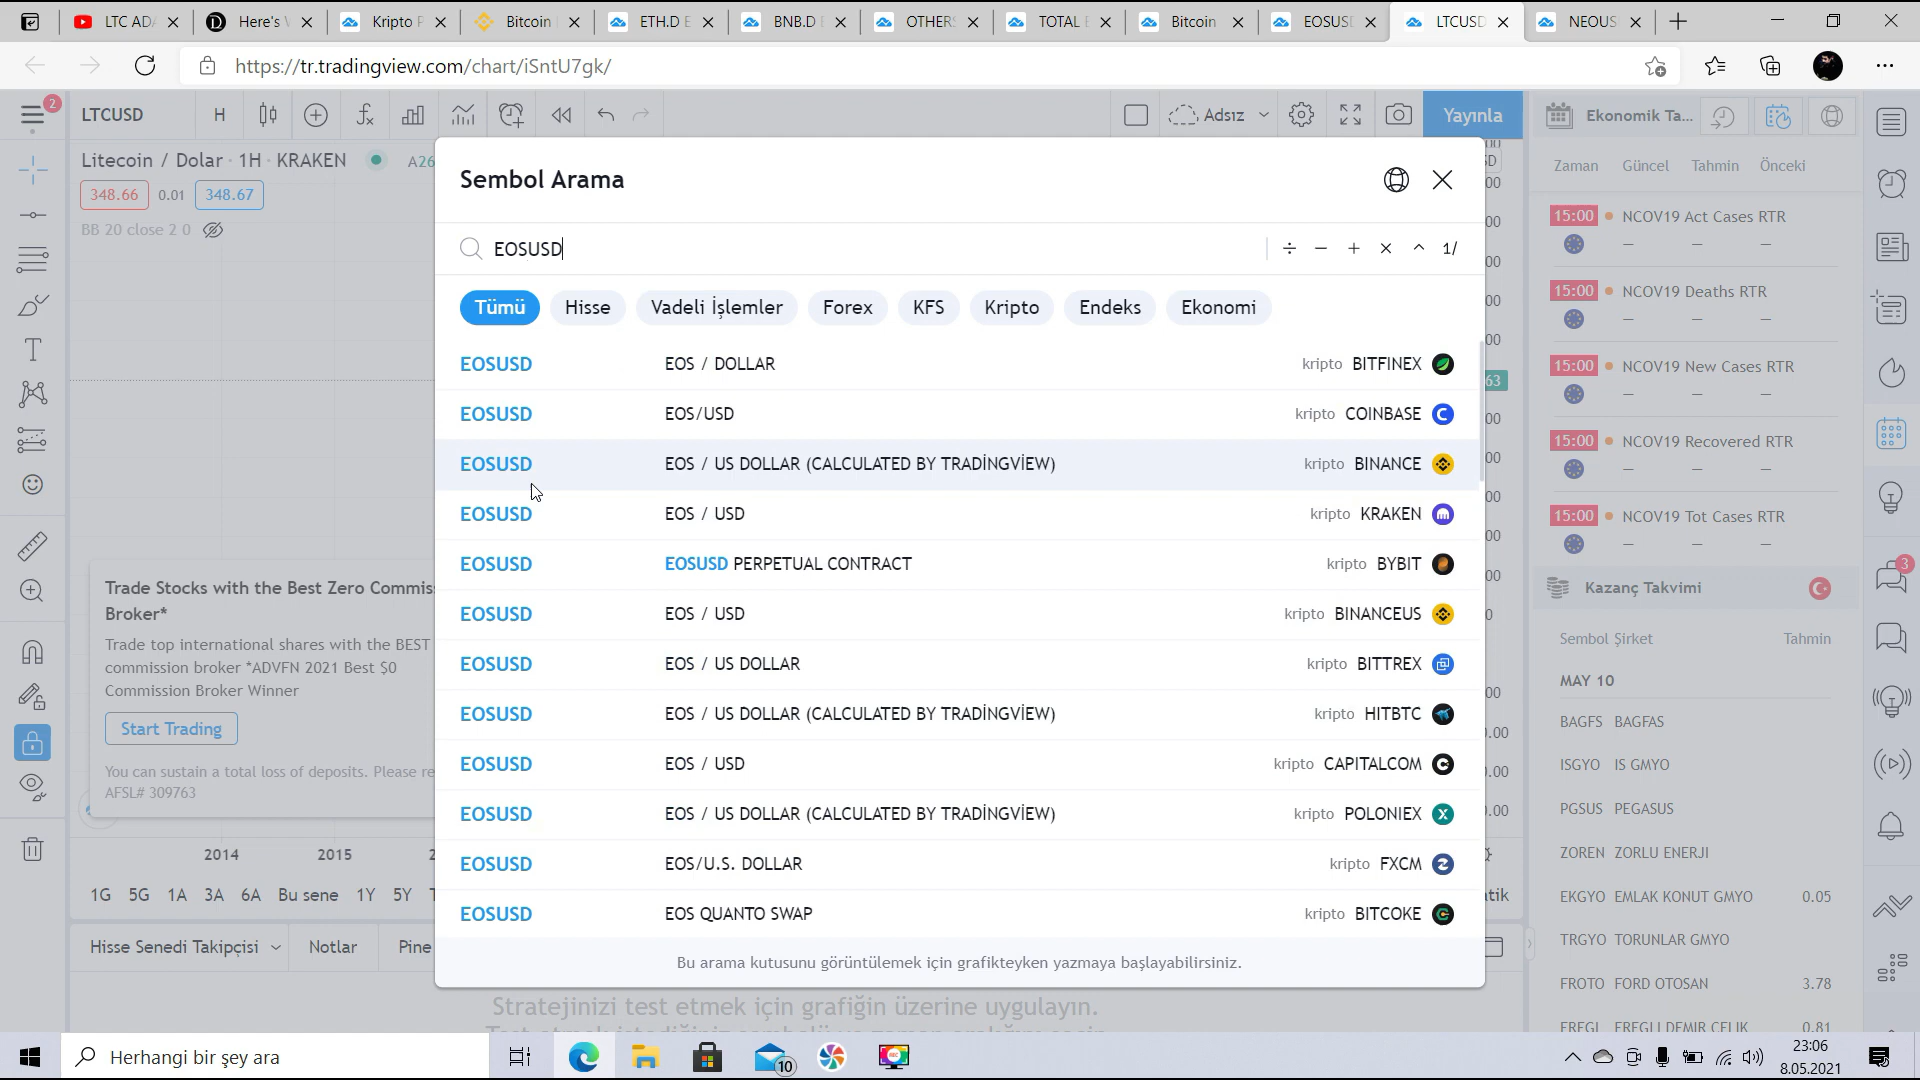 LTC ADA
Here's V
Kripto P
Bitcoin
ETH.D E
BNB.D E
OTHERS
TOTAL E
Bitcoin
EOSUSD
LTCUSD
NEOUS
https://tr.tradingview.com/chart/iSntU7gk/
2
LTCUSD
H
Adsız
Yayınla
Ekonomik Ta...
Litecoin / Dolar · 1H · KRAKEN
A26
348.66
0.01
348.67
BB 20 close 2 0
Zaman
Güncel
Tahmin
Önceki
15:00 NCOV19 Act Cases RTR
— — —
15:00 NCOV19 Deaths RTR
— — —
15:00 NCOV19 New Cases RTR
— — —
15:00 NCOV19 Recovered RTR
— — —
15:00 NCOV19 Tot Cases RTR
— — —
Sembol Arama
EOSUSD
÷ − + × ^ 1/
Tümü
Hisse
Vadeli İşlemler
Forex
KFS
Kripto
Endeks
Ekonomi
EOSUSD EOS / DOLLAR kripto BITFINEX
EOSUSD EOS/USD kripto COINBASE
EOSUSD EOS / US DOLLAR (CALCULATED BY TRADİNGVİEW) kripto BINANCE
EOSUSD EOS / USD kripto KRAKEN
EOSUSD EOSUSD PERPETUAL CONTRACT kripto BYBIT
EOSUSD EOS / USD kripto BINANCEUS
EOSUSD EOS / US DOLLAR kripto BITTREX
EOSUSD EOS / US DOLLAR (CALCULATED BY TRADİNGVİEW) kripto HITBTC
EOSUSD EOS / USD kripto CAPITALCOM
EOSUSD EOS / US DOLLAR (CALCULATED BY TRADİNGVİEW) kripto POLONIEX
EOSUSD EOS/U.S. DOLLAR kripto FXCM
EOSUSD EOS QUANTO SWAP kripto BITCOKE
Bu arama kutusunu görüntülemek için grafikteyken yazmaya başlayabilirsiniz.
Trade Stocks with the Best Zero Commiss
Broker*
Trade top international shares with the BEST
commission broker *ADVFN 2021 Best $0
Commission Broker Winner
Start Trading
You can sustain a total loss of deposits. Please re
AFSL# 309763
2014
2015
1G 5G 1A 3A 6A Bu sene 1Y 5Y
Hisse Senedi Takipçisi
Notlar
Pine
Stratejinizi test etmek için grafiğin üzerine uygulayın.
3
Kazanç Takvimi
Sembol Şirket
Tahmin
MAY 10
BAGFS BAGFAS
ISGYO IS GMYO
PGSUS PEGASUS
ZOREN ZORLU ENERJI
EKGYO EMLAK KONUT GMYO 0.05
TRGYO TORUNLAR GMYO
FROTO FORD OTOSAN 3.78
EREGL EREGLI DEMIR CELIK 0.81
Herhangi bir şey ara
10
23:06
8.05.2021